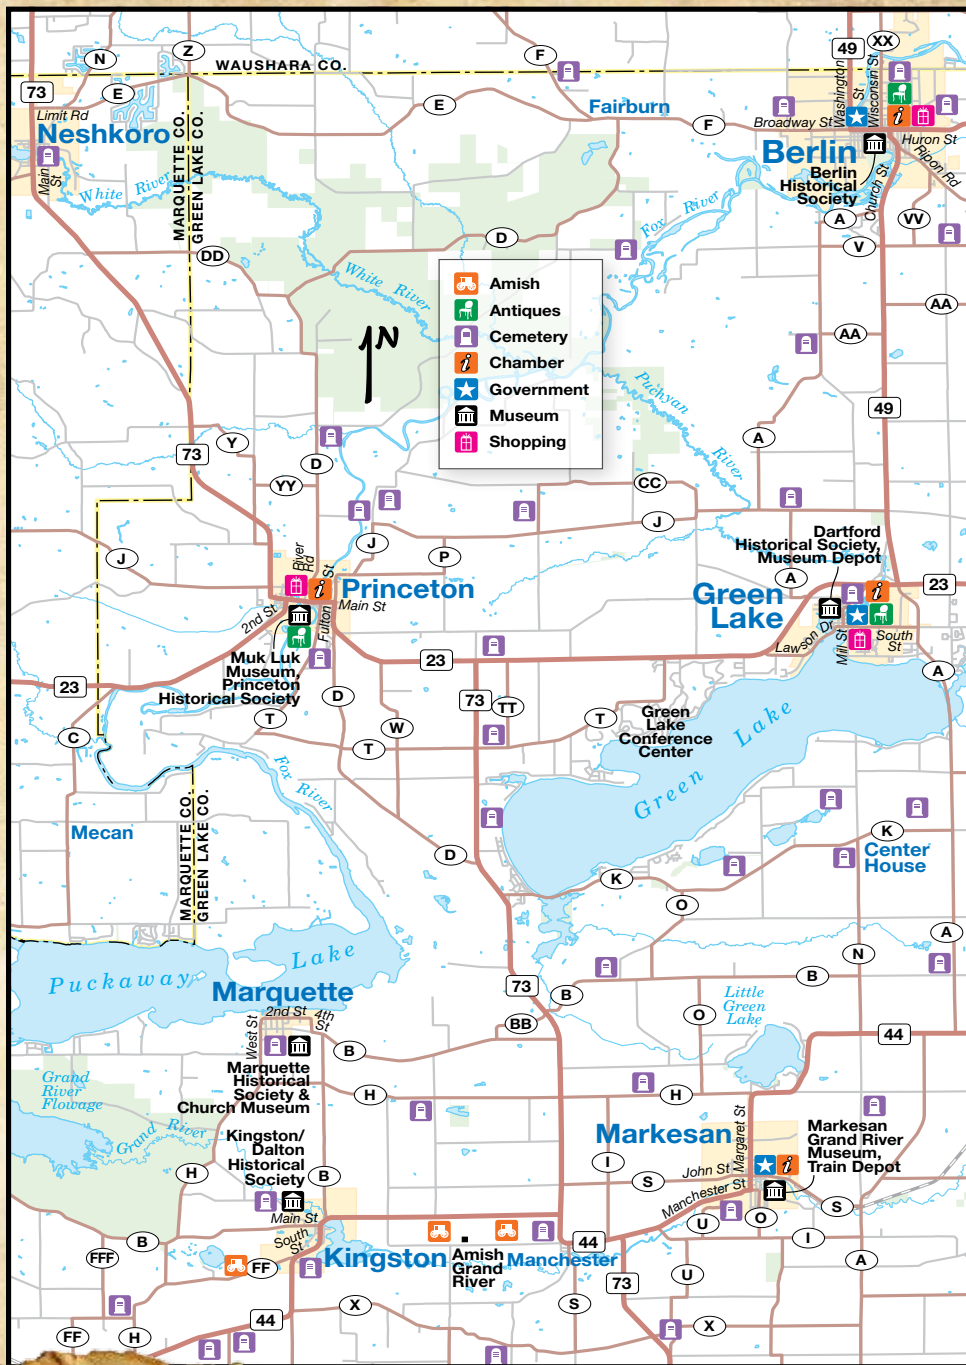 N
Z
F
49
XX
WAUSHARA CO.
73
E
E
Fairburn
Washington St
Wisconsin St
Limit Rd
Neshkoro
Main St
White River
MARQUETTE CO.
GREEN LAKE CO.
F
Broadway St
Huron St
Ripon Rd
Berlin
Berlin
Historical
Society
Church St
A
VV
V
Fox River
D
DD
White River
AA
AA
N
Amish
Antiques
Cemetery
Chamber
Government
Museum
Shopping
Puchyan River
49
A
Y
73
D
YY
CC
J
J
J
P
Dartford
Historical Society,
Museum Depot
A
23
River Rd
Princeton
Main St
2nd St
Fulton St
Green
Lake
Lawson Dr
Mill St
South St
Muk Luk
Museum,
Princeton
Historical Society
23
23
A
73
TT
D
T
W
T
T
C
Green
Lake
Conference
Center
Green Lake
Fox River
Mecan
MARQUETTE CO.
GREEN LAKE CO.
D
K
Center
House
K
O
A
N
B
Puckaway Lake
73
B
BB
Little
Green
Lake
O
44
Marquette
2nd St
4th St
West St
B
Marquette
Historical
Society &
Church Museum
H
H
Grand
River
Flowage
Grand River
Kingston/
Dalton
Historical
Society
H
B
Markesan
Margaret St
Markesan
Grand River
Museum,
Train Depot
I
John St
S
Manchester St
S
U
O
I
Main St
South St
B
FFF
FF
Kingston
Amish
Grand
River
Manchester
44
73
U
A
44
X
S
X
FF
H